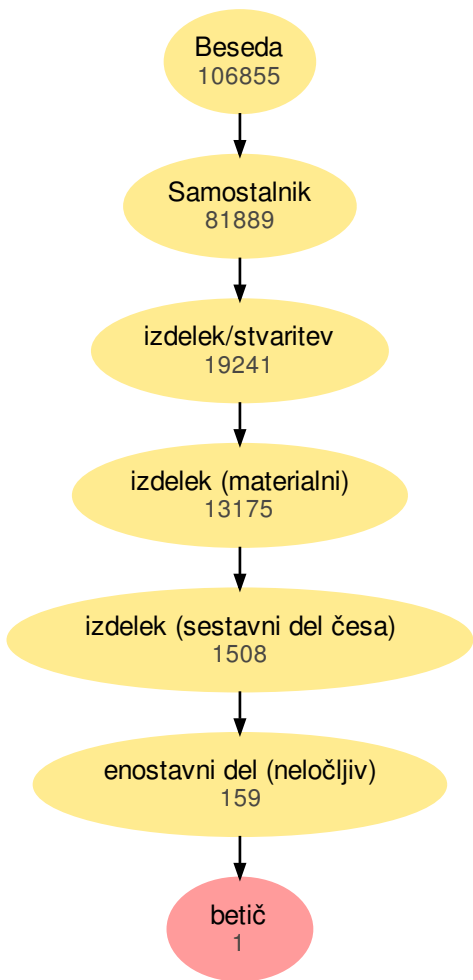 Beseda
106855
Samostalnik
81889
izdelek/stvaritev
19241
izdelek (materialni)
13175
izdelek (sestavni del česa)
1508
enostavni del (neločljiv)
159
betič
1